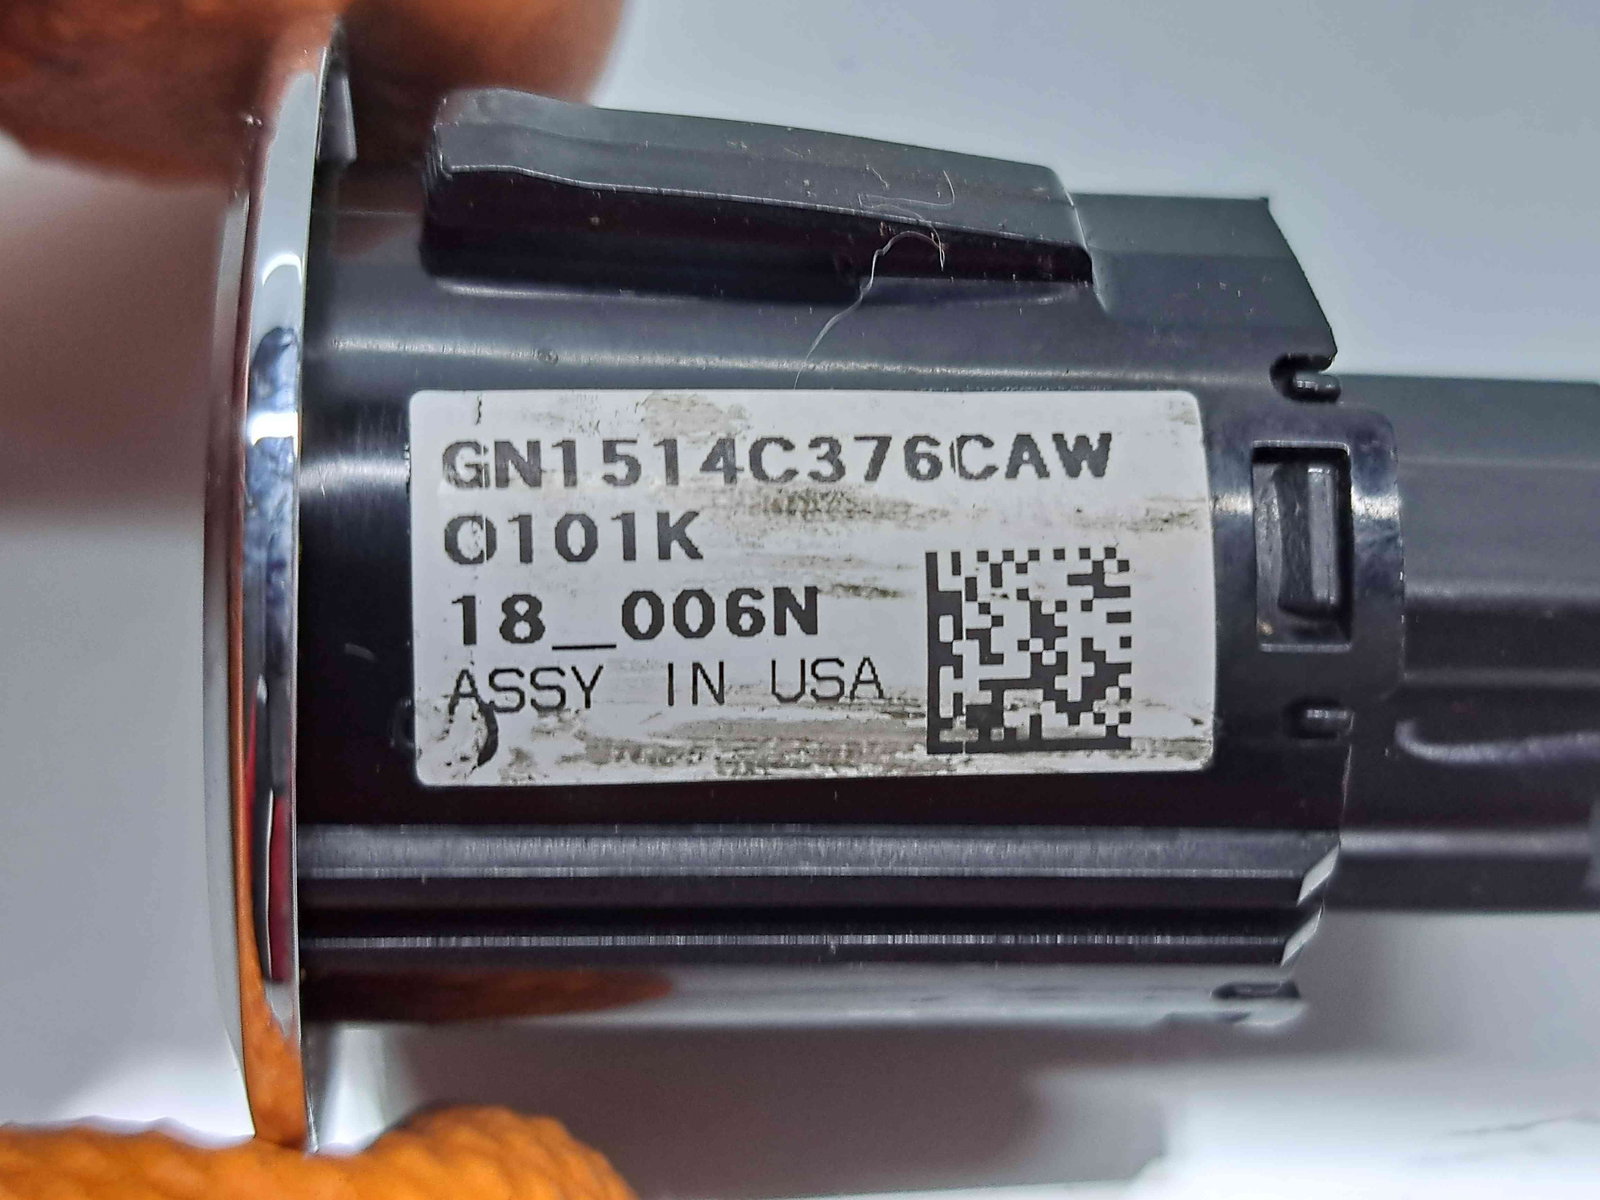 GN1514C376CAW
0101K
18_006N
ASSY IN USA